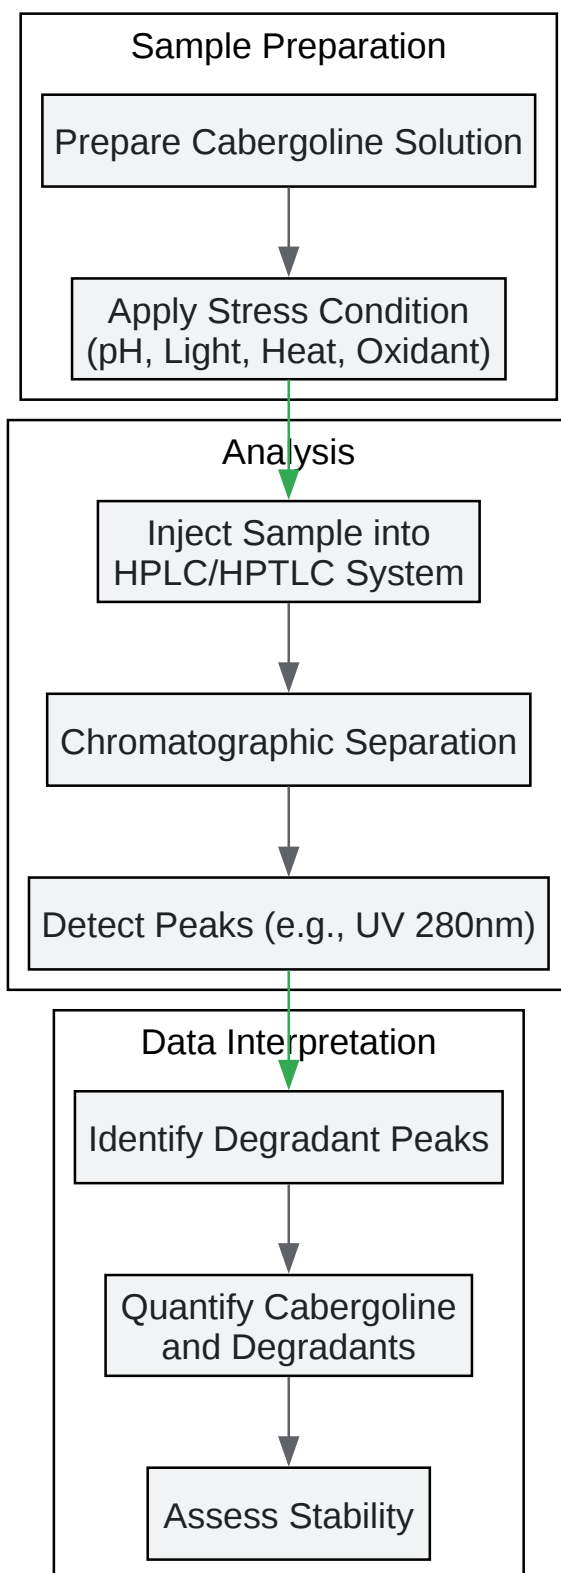 Sample Preparation
Prepare Cabergoline Solution
Apply Stress Condition
(pH, Light, Heat, Oxidant)
Analysis
Inject Sample into
HPLC/HPTLC System
Chromatographic Separation
Detect Peaks (e.g., UV 280nm)
Data Interpretation
Identify Degradant Peaks
Quantify Cabergoline
and Degradants
Assess Stability